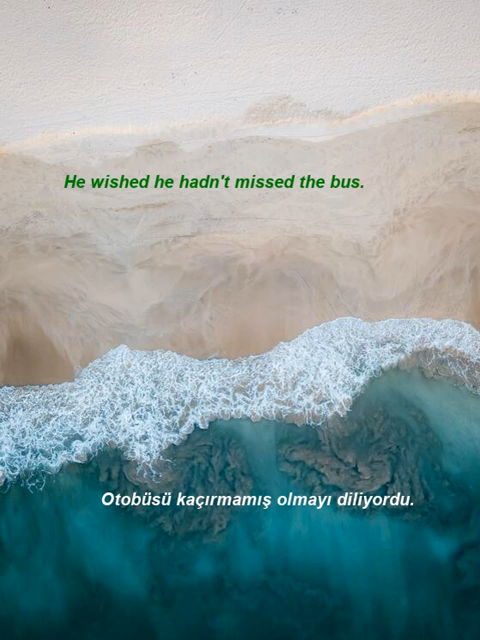 He wished he hadn't missed the bus.
Otobüsü kaçırmamış olmayı diliyordu.